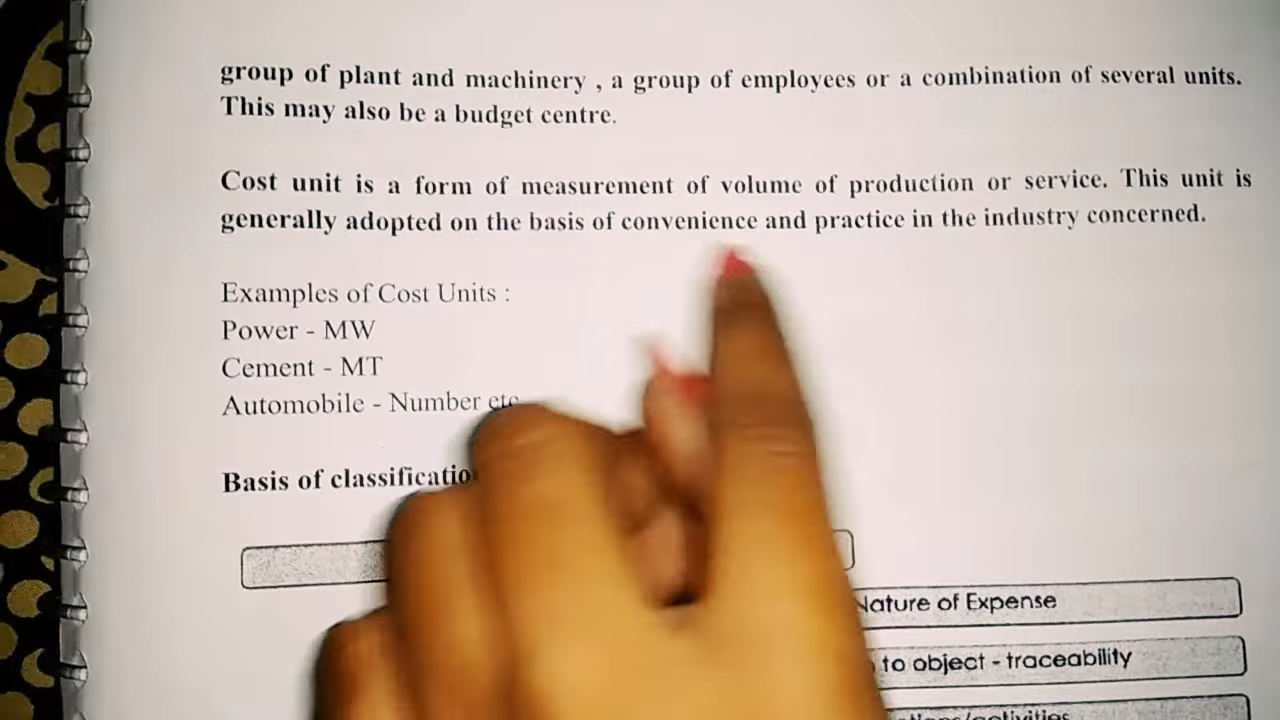 group of plant and machinery , a group of employees or a combination of several units.
This may also be a budget centre.
Cost unit is a form of measurement of volume of production or service. This unit is
generally adopted on the basis of convenience and practice in the industry concerned.
Examples of Cost Units :
Power - MW
Cement - MT
Automobile - Number etc
Basis of classification
Nature of Expense
to object - traceability